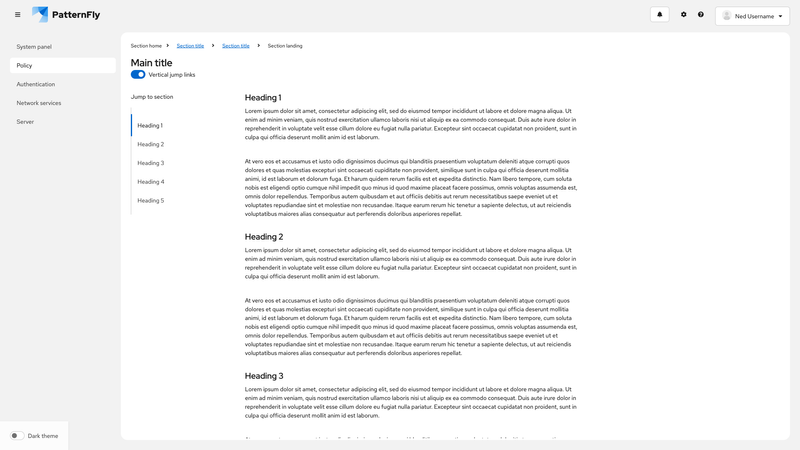 PatternFly
Ned Username
System panel
Policy
Authentication
Network services
Server
Section home
Section title
Section title
Section landing
Main title
Vertical jump links
Jump to section
Heading 1
Heading 2
Heading 3
Heading 4
Heading 5
Heading 1
Lorem ipsum dolor sit amet, consectetur adipiscing elit, sed do eiusmod tempor incididunt ut labore et dolore magna aliqua. Ut
enim ad minim veniam, quis nostrud exercitation ullamco laboris nisi ut aliquip ex ea commodo consequat. Duis aute irure dolor in
reprehenderit in voluptate velit esse cillum dolore eu fugiat nulla pariatur. Excepteur sint occaecat cupidatat non proident, sunt in
culpa qui officia deserunt mollit anim id est laborum.
At vero eos et accusamus et iusto odio dignissimos ducimus qui blanditiis praesentium voluptatum deleniti atque corrupti quos
dolores et quas molestias excepturi sint occaecati cupiditate non provident, similique sunt in culpa qui officia deserunt mollitia
animi, id est laborum et dolorum fuga. Et harum quidem rerum facilis est et expedita distinctio. Nam libero tempore, cum soluta
nobis est eligendi optio cumque nihil impedit quo minus id quod maxime placeat facere possimus, omnis voluptas assumenda est,
omnis dolor repellendus. Temporibus autem quibusdam et aut officiis debitis aut rerum necessitatibus saepe eveniet ut et
voluptates repudiandae sint et molestiae non recusandae. Itaque earum rerum hic tenetur a sapiente delectus, ut aut reiciendis
voluptatibus maiores alias consequatur aut perferendis doloribus asperiores repellat.
Heading 2
Lorem ipsum dolor sit amet, consectetur adipiscing elit, sed do eiusmod tempor incididunt ut labore et dolore magna aliqua. Ut
enim ad minim veniam, quis nostrud exercitation ullamco laboris nisi ut aliquip ex ea commodo consequat. Duis aute irure dolor in
reprehenderit in voluptate velit esse cillum dolore eu fugiat nulla pariatur. Excepteur sint occaecat cupidatat non proident, sunt in
culpa qui officia deserunt mollit anim id est laborum.
At vero eos et accusamus et iusto odio dignissimos ducimus qui blanditiis praesentium voluptatum deleniti atque corrupti quos
dolores et quas molestias excepturi sint occaecati cupiditate non provident, similique sunt in culpa qui officia deserunt mollitia
animi, id est laborum et dolorum fuga. Et harum quidem rerum facilis est et expedita distinctio. Nam libero tempore, cum soluta
nobis est eligendi optio cumque nihil impedit quo minus id quod maxime placeat facere possimus, omnis voluptas assumenda est,
omnis dolor repellendus. Temporibus autem quibusdam et aut officiis debitis aut rerum necessitatibus saepe eveniet ut et
voluptates repudiandae sint et molestiae non recusandae. Itaque earum rerum hic tenetur a sapiente delectus, ut aut reiciendis
voluptatibus maiores alias consequatur aut perferendis doloribus asperiores repellat.
Heading 3
Lorem ipsum dolor sit amet, consectetur adipiscing elit, sed do eiusmod tempor incididunt ut labore et dolore magna aliqua. Ut
enim ad minim veniam, quis nostrud exercitation ullamco laboris nisi ut aliquip ex ea commodo consequat. Duis aute irure dolor in
reprehenderit in voluptate velit esse cillum dolore eu fugiat nulla pariatur. Excepteur sint occaecat cupidatat non proident, sunt in
culpa qui officia deserunt mollit anim id est laborum.
Dark theme